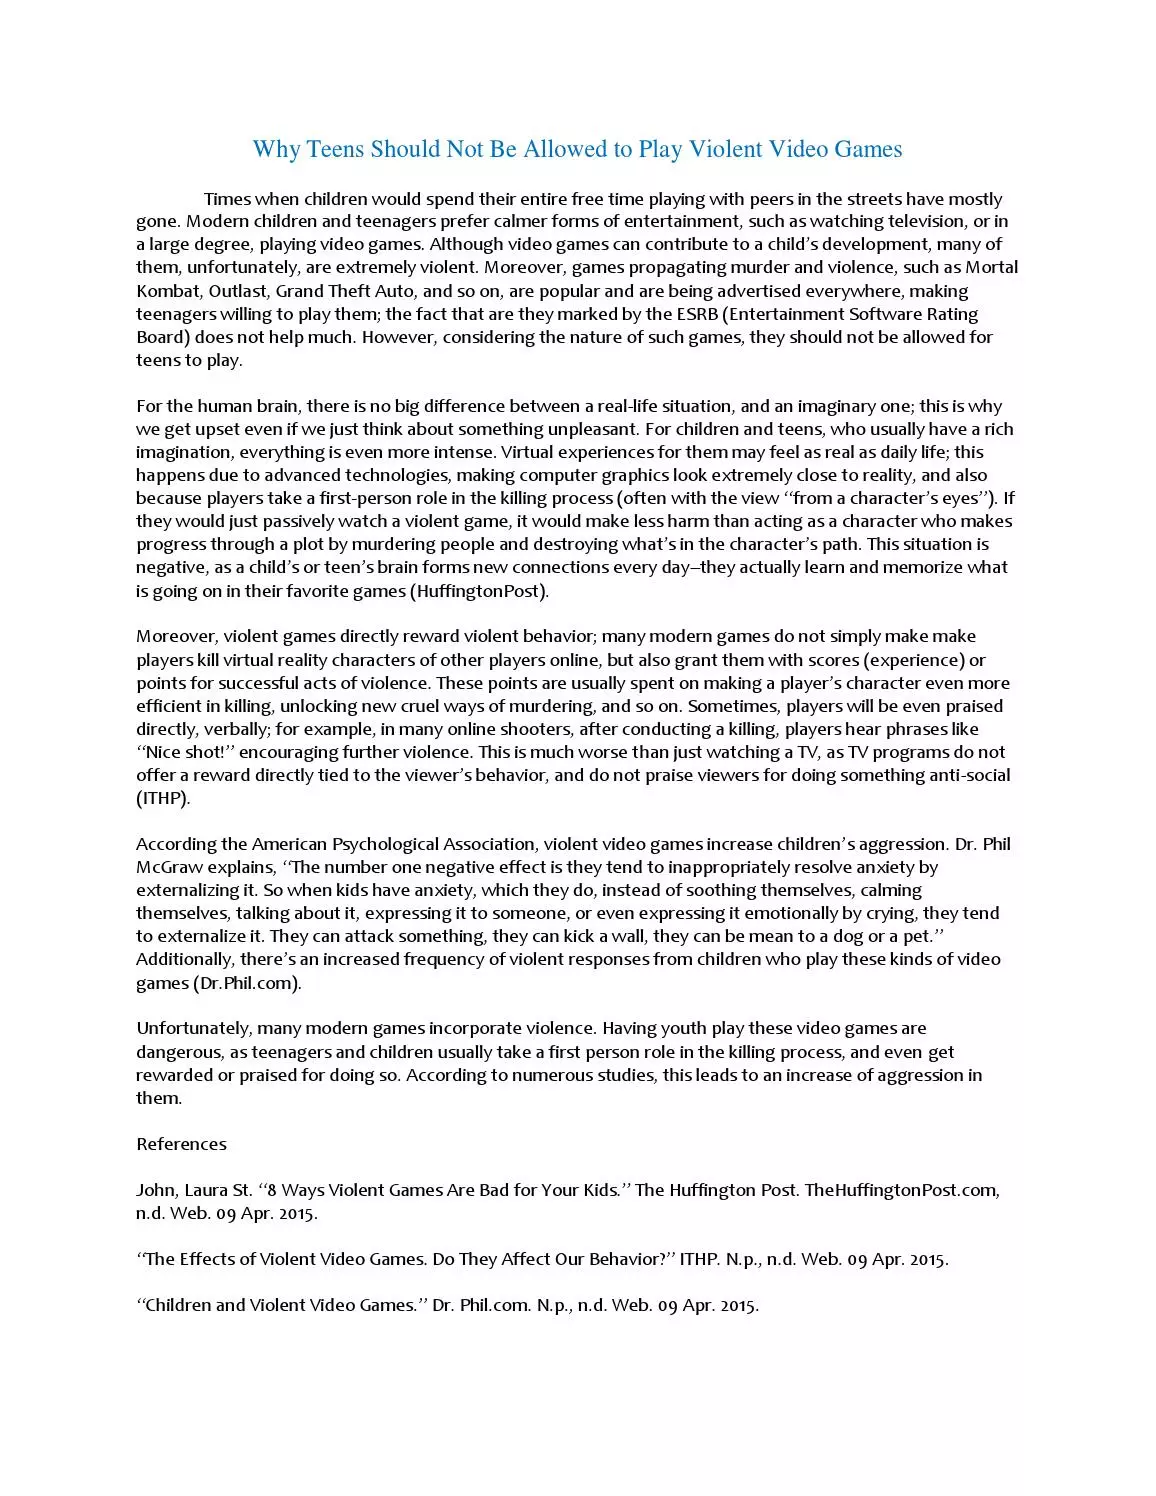 Why Teens Should Not Be Allowed to Play Violent Video Games
Times when children would spend their entire free time playing with peers in the streets have mostly
gone. Modern children and teenagers prefer calmer forms of entertainment, such as watching television, or in
a large degree, playing video games. Although video games can contribute to a child’s development, many of
them, unfortunately, are extremely violent. Moreover, games propagating murder and violence, such as Mortal
Kombat, Outlast, Grand Theft Auto, and so on, are popular and are being advertised everywhere, making
teenagers willing to play them; the fact that are they marked by the ESRB (Entertainment Software Rating
Board) does not help much. However, considering the nature of such games, they should not be allowed for
teens to play.
For the human brain, there is no big difference between a real-life situation, and an imaginary one; this is why
we get upset even if we just think about something unpleasant. For children and teens, who usually have a rich
imagination, everything is even more intense. Virtual experiences for them may feel as real as daily life; this
happens due to advanced technologies, making computer graphics look extremely close to reality, and also
because players take a first-person role in the killing process (often with the view “from a character’s eyes”). If
they would just passively watch a violent game, it would make less harm than acting as a character who makes
progress through a plot by murdering people and destroying what’s in the character’s path. This situation is
negative, as a child’s or teen’s brain forms new connections every day—they actually learn and memorize what
is going on in their favorite games (HuffingtonPost).
Moreover, violent games directly reward violent behavior; many modern games do not simply make make
players kill virtual reality characters of other players online, but also grant them with scores (experience) or
points for successful acts of violence. These points are usually spent on making a player’s character even more
efficient in killing, unlocking new cruel ways of murdering, and so on. Sometimes, players will be even praised
directly, verbally; for example, in many online shooters, after conducting a killing, players hear phrases like
“Nice shot!” encouraging further violence. This is much worse than just watching a TV, as TV programs do not
offer a reward directly tied to the viewer’s behavior, and do not praise viewers for doing something anti-social
(ITHP).
According the American Psychological Association, violent video games increase children’s aggression. Dr. Phil
McGraw explains, “The number one negative effect is they tend to inappropriately resolve anxiety by
externalizing it. So when kids have anxiety, which they do, instead of soothing themselves, calming
themselves, talking about it, expressing it to someone, or even expressing it emotionally by crying, they tend
to externalize it. They can attack something, they can kick a wall, they can be mean to a dog or a pet.”
Additionally, there’s an increased frequency of violent responses from children who play these kinds of video
games (Dr.Phil.com).
Unfortunately, many modern games incorporate violence. Having youth play these video games are
dangerous, as teenagers and children usually take a first person role in the killing process, and even get
rewarded or praised for doing so. According to numerous studies, this leads to an increase of aggression in
them.
References
John, Laura St. “8 Ways Violent Games Are Bad for Your Kids.” The Huffington Post. TheHuffingtonPost.com,
n.d. Web. 09 Apr. 2015.
“The Effects of Violent Video Games. Do They Affect Our Behavior?” ITHP. N.p., n.d. Web. 09 Apr. 2015.
“Children and Violent Video Games.” Dr. Phil.com. N.p., n.d. Web. 09 Apr. 2015.